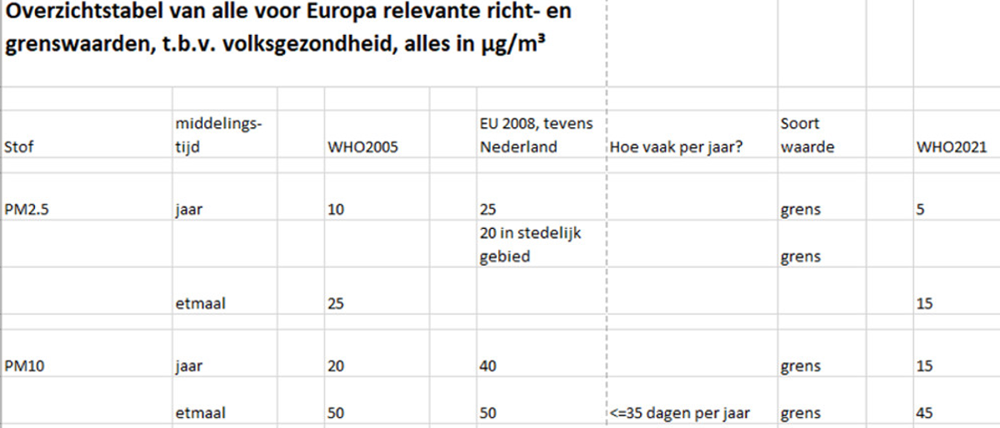 Overzichtstabel van alle voor Europa relevante richt- en
grenswaarden, t.b.v. volksgezondheid, alles in µg/m³
middelings- EU 2008, tevens Soort
Stof tijd WHO2005 Nederland Hoe vaak per jaar? waarde WHO2021
PM2.5 jaar 10 25 grens 5
20 in stedelijk
gebied grens
etmaal 25 15
PM10 jaar 20 40 grens 15
etmaal 50 50 <=35 dagen per jaar grens 45